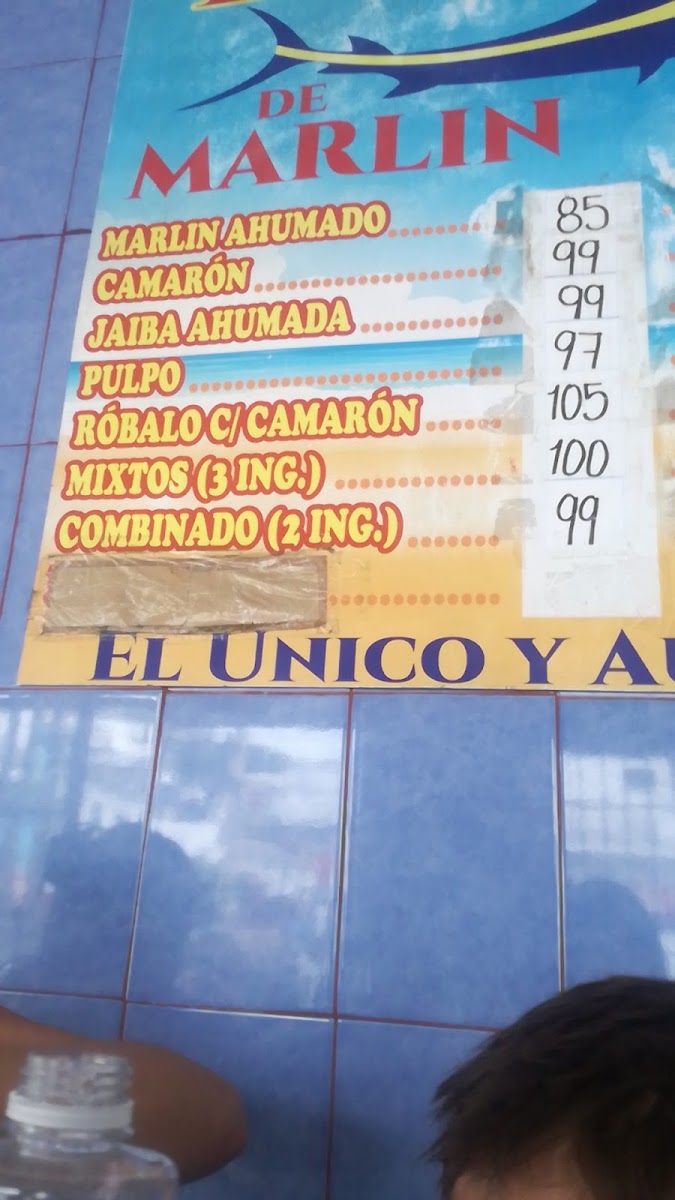 DE
MARLIN
MARLIN AHUMADO 85
CAMARÓN 99
JAIBA AHUMADA 99
PULPO 97
RÓBALO C/ CAMARÓN 105
MIXTOS (3 ING.) 100
COMBINADO (2 ING.) 99
EL UNICO Y